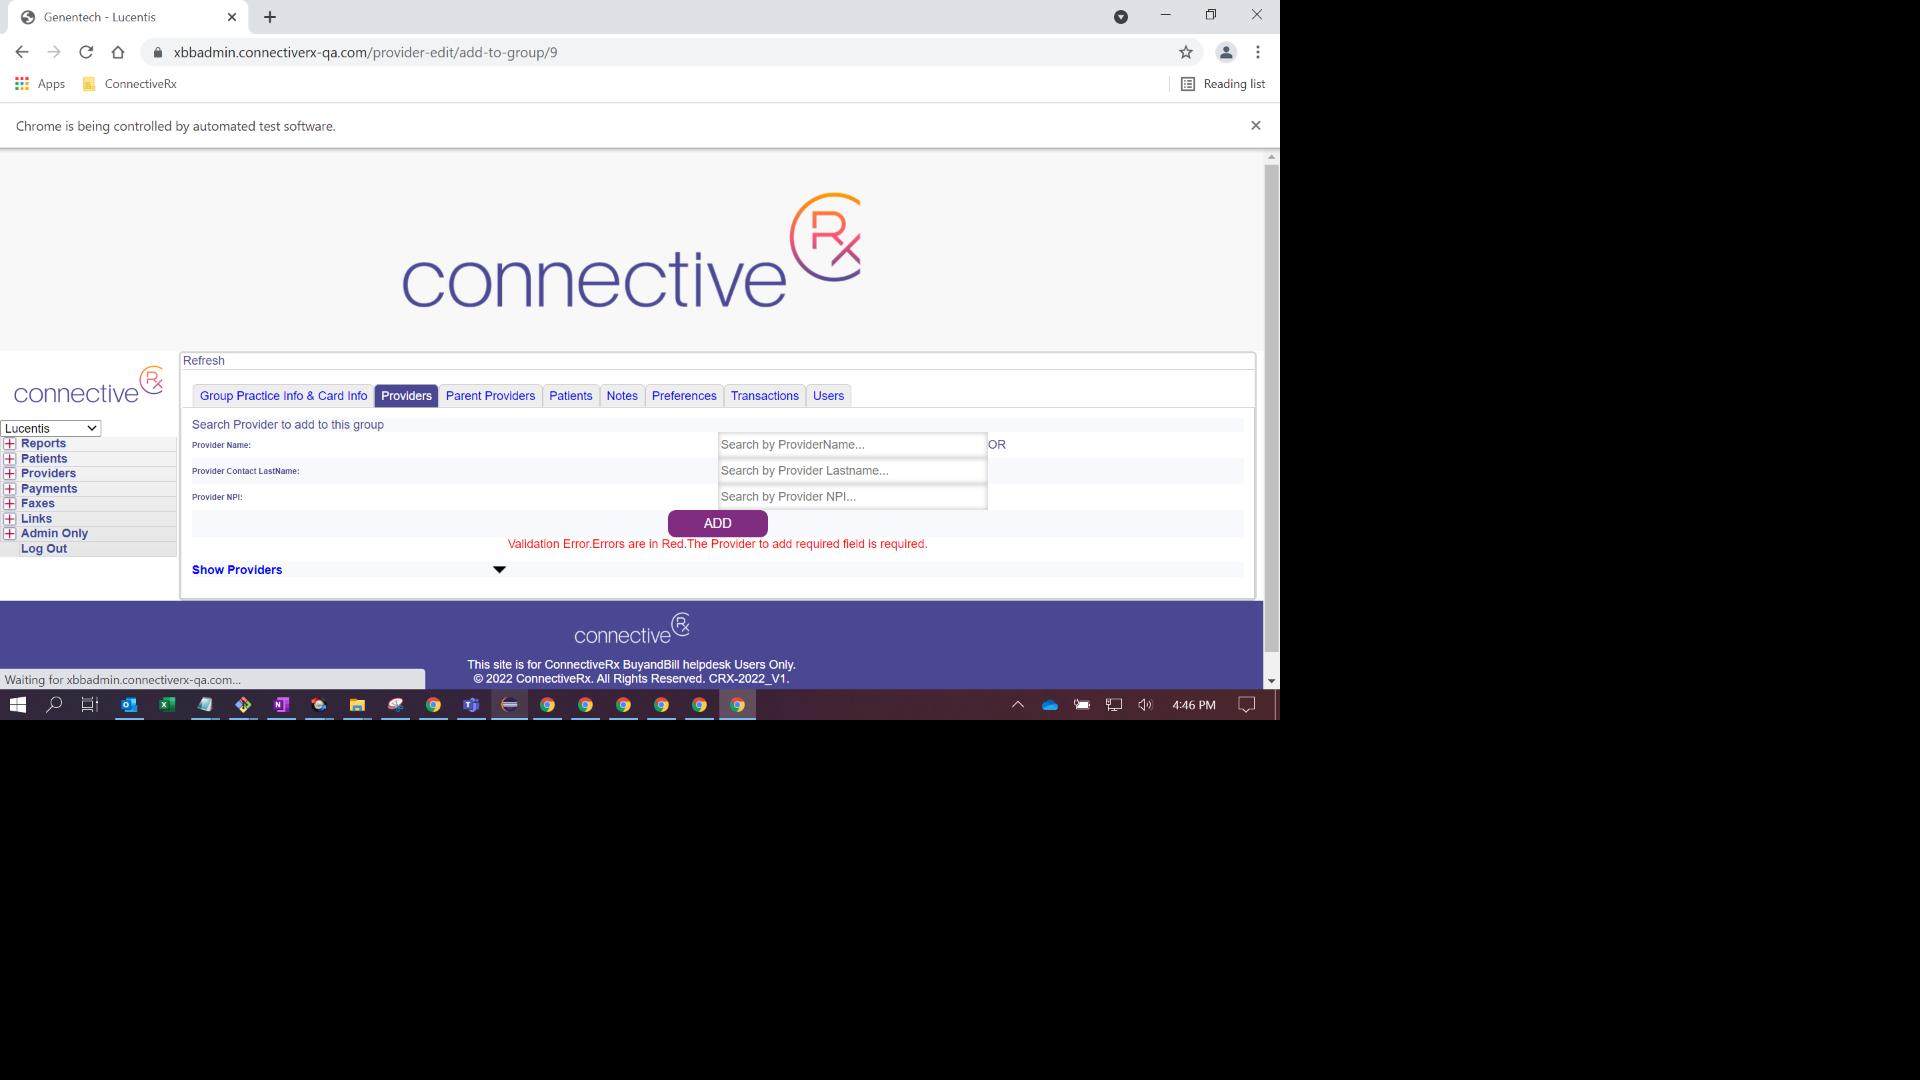 Genentech - Lucentis
xbbadmin.connectiverx-qa.com/provider-edit/add-to-group/9
Apps
ConnectiveRx
Reading list
Chrome is being controlled by automated test software.
connective Rx
Refresh
connective Rx
Group Practice Info & Card Info
Providers
Parent Providers
Patients
Notes
Preferences
Transactions
Users
Lucentis
Reports
Patients
Providers
Payments
Faxes
Links
Admin Only
Log Out
Search Provider to add to this group
Provider Name:
Search by ProviderName...
OR
Provider Contact LastName:
Search by Provider Lastname...
Provider NPI:
Search by Provider NPI...
ADD
Validation Error.Errors are in Red.The Provider to add required field is required.
Show Providers
connective Rx
This site is for ConnectiveRx BuyandBill helpdesk Users Only.
© 2022 ConnectiveRx. All Rights Reserved. CRX-2022_V1.
Waiting for xbbadmin.connectiverx-qa.com...
4:46 PM